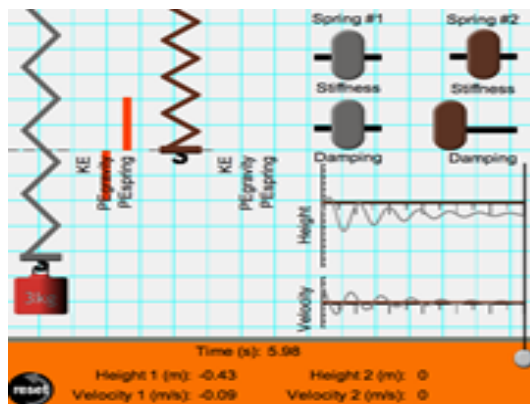 Spring #1
Spring #2
Stiffness
Stiffness
Damping
Damping
KE
PEgravity
PEspring
KE
PEgravity
PEspring
Height
Velocity
3kg
Time (s): 5.98
Height 1 (m): -0.43
Height 2 (m): 0
Velocity 1 (m/s): -0.09
Velocity 2 (m/s): 0
reset